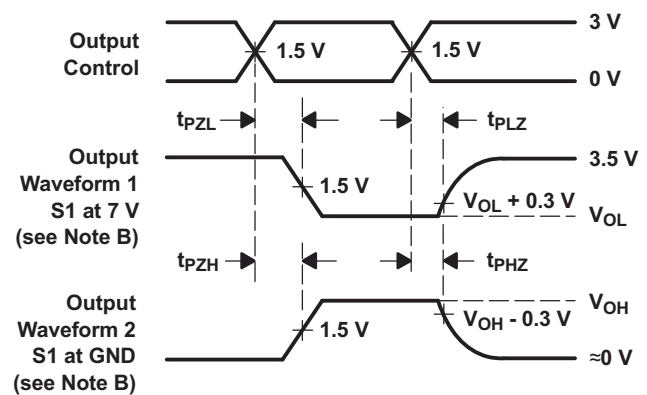 3 V
Output
Control
1.5 V
1.5 V
0 V
tPZL
tPLZ
Output
Waveform 1
S1 at 7 V
(see Note B)
3.5 V
1.5 V
VOL + 0.3 V
VOL
tPZH
tPHZ
Output
Waveform 2
S1 at GND
(see Note B)
VOH
1.5 V
VOH - 0.3 V
≈0 V